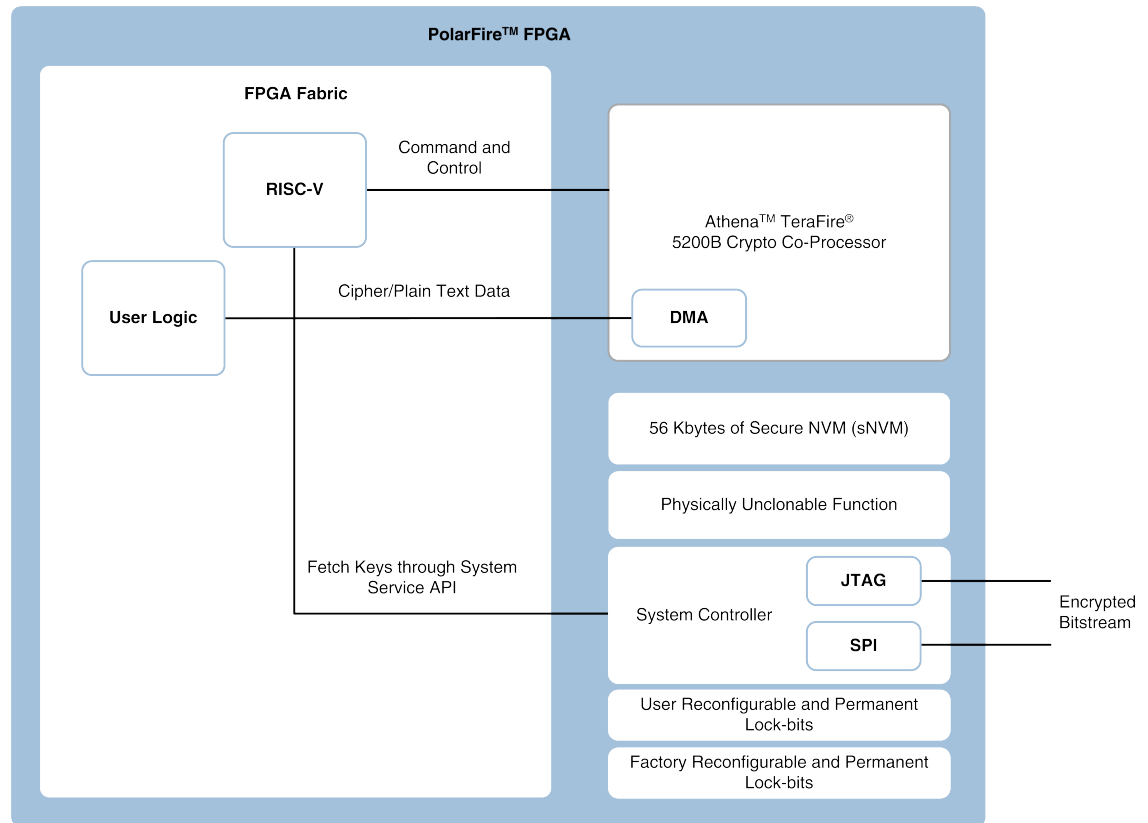 PolarFire™ FPGA
FPGA Fabric
Command and
Control
RISC-V
Athena™ TeraFire®
5200B Crypto Co-Processor
Cipher/Plain Text Data
User Logic
DMA
56 Kbytes of Secure NVM (sNVM)
Physically Unclonable Function
Fetch Keys through System
Service API
System Controller
JTAG
SPI
Encrypted
Bitstream
User Reconfigurable and Permanent
Lock-bits
Factory Reconfigurable and Permanent
Lock-bits